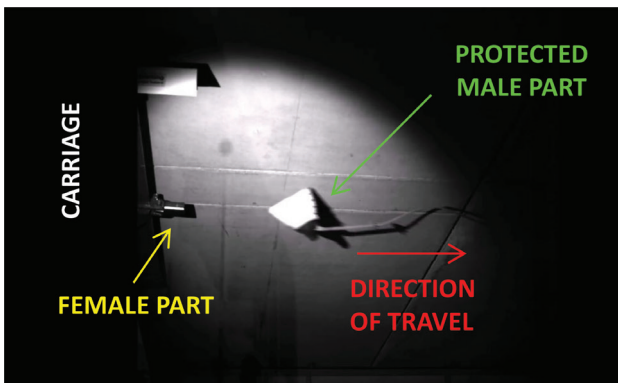 PROTECTED
MALE PART
CARRIAGE
FEMALE PART
DIRECTION
OF TRAVEL